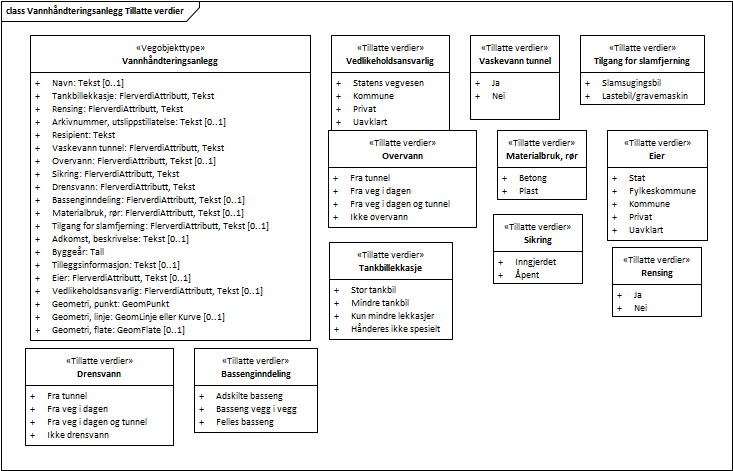 class Vannhåndteringsanlegg Tillatte verdier
«Vegobjekttype»
Vannhåndteringsanlegg
+ Navn: Tekst [0..1]
+ Tankbillekkasje: FlerverdiAttributt, Tekst
+ Rensing: FlerverdiAttributt, Tekst
+ Arkivnummer, utslippstillatelse: Tekst [0..1]
+ Resipient: Tekst
+ Vaskevann tunnel: FlerverdiAttributt, Tekst
+ Overvann: FlerverdiAttributt, Tekst [0..1]
+ Sikring: FlerverdiAttributt, Tekst
+ Drensvann: FlerverdiAttributt, Tekst
+ Bassenginndeling: FlerverdiAttributt, Tekst [0..1]
+ Materialbruk, rør: FlerverdiAttributt, Tekst [0..1]
+ Tilgang for slamfjerning: FlerverdiAttributt, Tekst [0..1]
+ Adkomst, beskrivelse: Tekst [0..1]
+ Byggeår: Tall
+ Tilleggsinformasjon: Tekst [0..1]
+ Eier: FlerverdiAttributt, Tekst [0..1]
+ Vedlikeholdsansvarlig: FlerverdiAttributt, Tekst [0..1]
+ Geometri, punkt: GeomPunkt
+ Geometri, linje: GeomLinje eller Kurve [0..1]
+ Geometri, flate: GeomFlate [0..1]
«Tillatte verdier»
Vedlikeholdsansvarlig
+ Statens vegvesen
+ Kommune
+ Privat
+ Uavklart
«Tillatte verdier»
Vaskevann tunnel
+ Ja
+ Nei
«Tillatte verdier»
Tilgang for slamfjerning
+ Slamsugingsbil
+ Lastebil/gravemaskin
«Tillatte verdier»
Overvann
+ Fra tunnel
+ Fra veg i dagen
+ Fra veg i dagen og tunnel
+ Ikke overvann
«Tillatte verdier»
Materialbruk, rør
+ Betong
+ Plast
«Tillatte verdier»
Eier
+ Stat
+ Fylkeskommune
+ Kommune
+ Privat
+ Uavklart
«Tillatte verdier»
Sikring
+ Inngjerdet
+ Åpent
«Tillatte verdier»
Tankbillekkasje
+ Stor tankbil
+ Mindre tankbil
+ Kun mindre lekkasjer
+ Hånderes ikke spesielt
«Tillatte verdier»
Rensing
+ Ja
+ Nei
«Tillatte verdier»
Drensvann
+ Fra tunnel
+ Fra veg i dagen
+ Fra veg i dagen og tunnel
+ Ikke drensvann
«Tillatte verdier»
Bassenginndeling
+ Adskilte basseng
+ Basseng vegg i vegg
+ Felles basseng